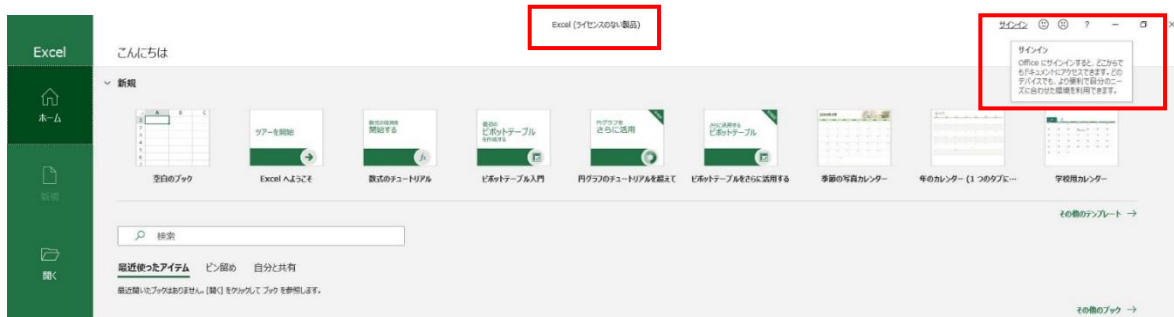 Excel (ライセンスのない製品)
サインイン
?
Excel
こんにちは
サインイン
Office にサインインすると、どこからで
もドキュメントにアクセスできます。どの
デバイスでも、より便利で自分のニー
ズに合わせた環境を利用できます。
新規
ホーム
A B C
1
2
3
4
5
6
7
ツアーを開始
数式の使用を
開始する
fx
最初の
ピボットテーブル
を作成する
円グラフを
さらに活用
さらに活用する
ピボットテーブル
空白のブック
Excel へようこそ
数式のチュートリアル
ピボットテーブル入門
円グラフのチュートリアルを超えて
ピボットテーブルをさらに活用する
季節の写真カレンダー
年のカレンダー (1 つのタブに…
学校用カレンダー
新規
その他のテンプレート →
検索
開く
最近使ったアイテム ピン留め 自分と共有
最近開いたブックはありません。[開く] をクリックして ブック を参照します。
その他のブック →